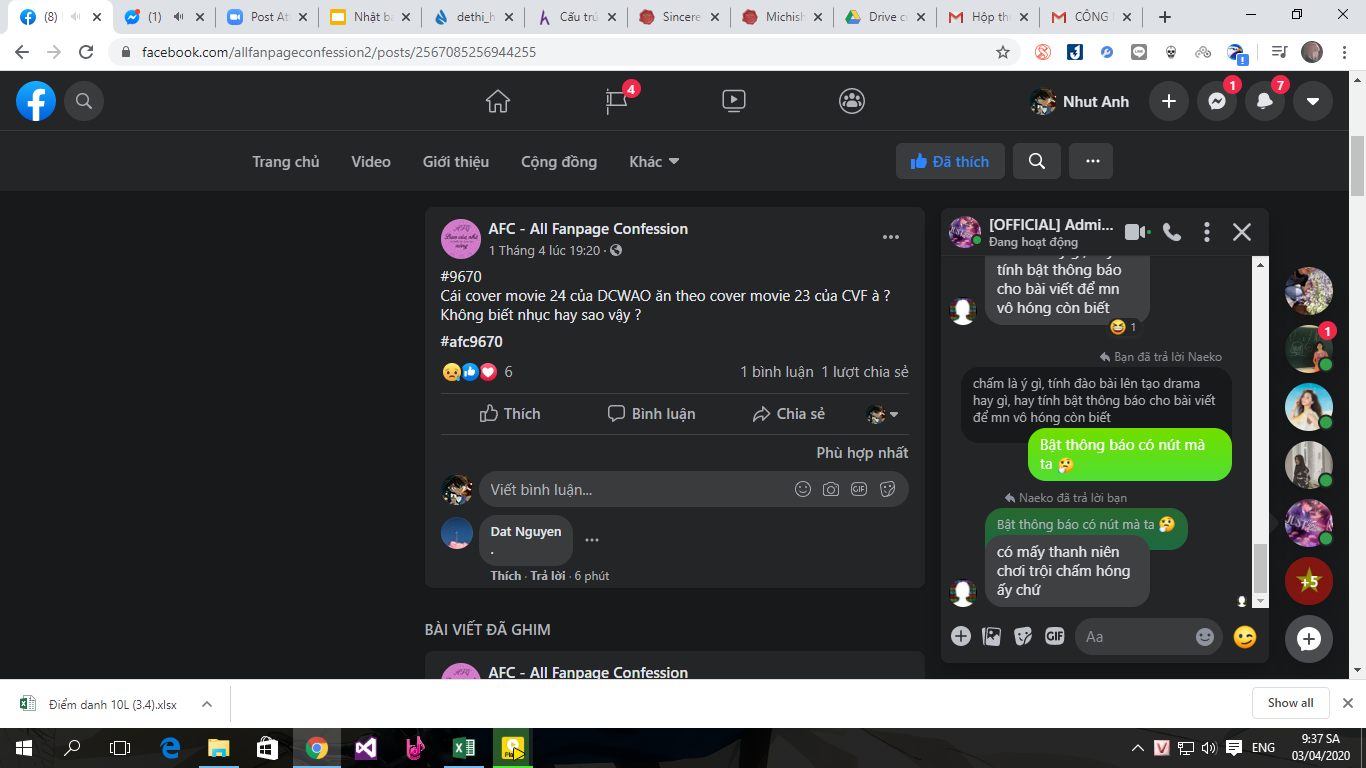 (8)
(1)
Post At
Nhật b
dethi_h
Cấu trú
Sincere
Michish
Drive c
Hộp th
CÔNG
facebook.com/allfanpageconfession2/posts/2567085256944255
4
Nhut Anh
1
7
Trang chủ
Video
Giới thiệu
Cộng đồng
Khác
Đã thích
AFC - All Fanpage Confession
1 Tháng 4 lúc 19:20 ·
#9670
Cái cover movie 24 của DCWAO ăn theo cover movie 23 của CVF à ?
Không biết nhục hay sao vậy ?
#afc9670
6
1 bình luận 1 lượt chia sẻ
Thích
Bình luận
Chia sẻ
Phù hợp nhất
Viết bình luận...
GIF
Dat Nguyen
.
Thích · Trả lời · 6 phút
BÀI VIẾT ĐÃ GHIM
AFC - All Fanpage Confession
[OFFICIAL] Admi...
Đang hoạt động
tính bật thông báo
cho bài viết để mn
vô hóng còn biết
1
Bạn đã trả lời Naeko
chấm là ý gì, tính đào bài lên tạo drama
hay gì, hay tính bật thông báo cho bài viết
để mn vô hóng còn biết
Bật thông báo có nút mà
ta 🤔
Naeko đã trả lời bạn
Bật thông báo có nút mà ta 🤔
có mấy thanh niên
chơi trội chấm hóng
ấy chứ
GIF
Aa
1
+5
Điểm danh 10L (3.4).xlsx
Show all
ENG
9:37 SA
03/04/2020